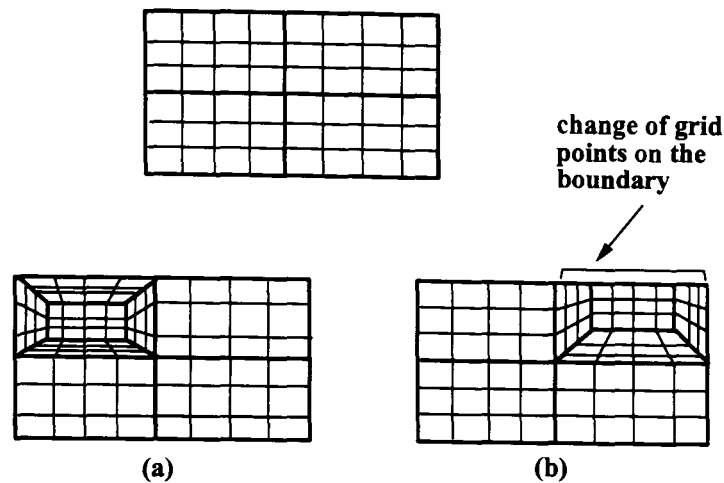 change of grid
points on the
boundary
(a)
(b)